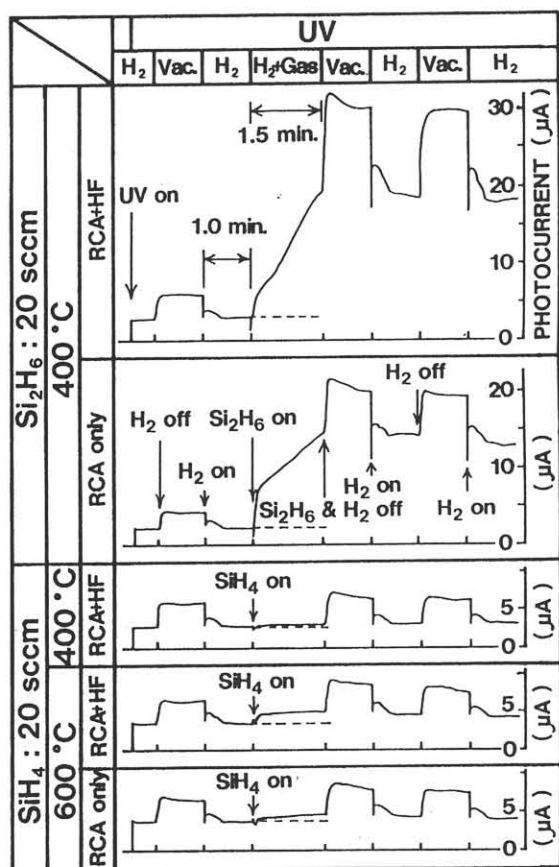 UV
H₂ Vac. H₂ H₂+Gas Vac. H₂ Vac. H₂
Si₂H₆ : 20 sccm
400 °C
RCA+HF
UV on
1.0 min.
1.5 min.
30
20
10
0
PHOTOCURRENT (μA)
RCA only
H₂ off
H₂ on
Si₂H₆ on
Si₂H₆ & H₂ off
H₂ on
H₂ off
H₂ on
20
10
0
(μA)
SiH₄ : 20 sccm
400 °C
RCA+HF
SiH₄ on
5
0
(μA)
600 °C
RCA+HF
SiH₄ on
5
0
(μA)
RCA only
SiH₄ on
5
0
(μA)